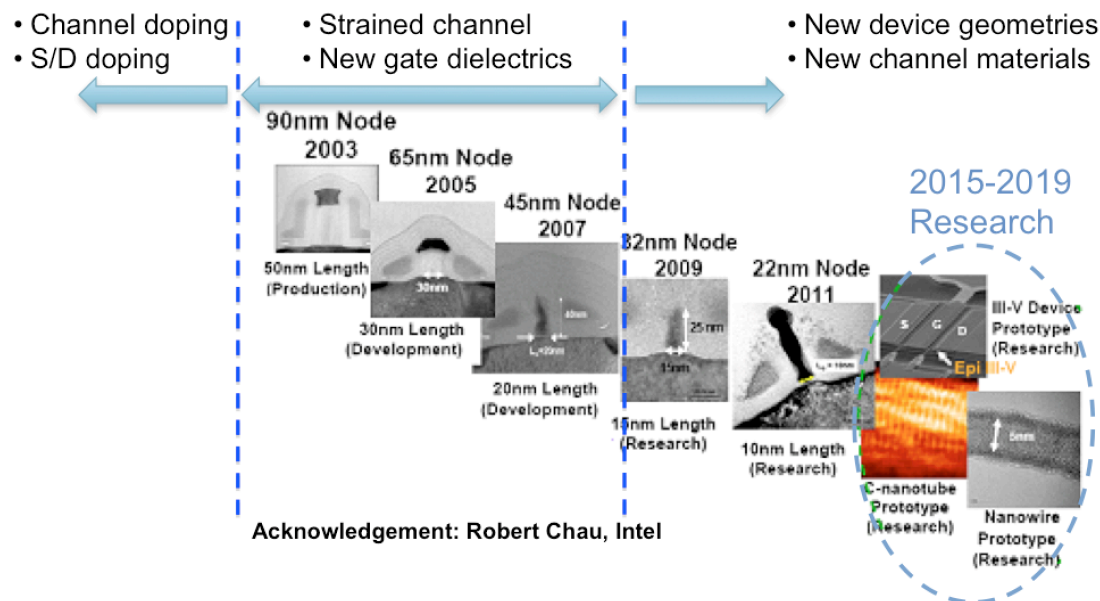 • Channel doping
• S/D doping
• Strained channel
• New gate dielectrics
• New device geometries
• New channel materials
90nm Node
2003
50nm Length
(Production)
65nm Node
2005
30nm
30nm Length
(Development)
45nm Node
2007
20nm Length
(Development)
32nm Node
2009
25 nm
15nm
15nm Length
(Research)
22nm Node
2011
10nm Length
(Research)
2015-2019
Research
S G D
III-V Device
Prototype
(Research)
Epi III-V
C-nanotube
Prototype
(Research)
5nm
Nanowire
Prototype
(Research)
Acknowledgement: Robert Chau, Intel